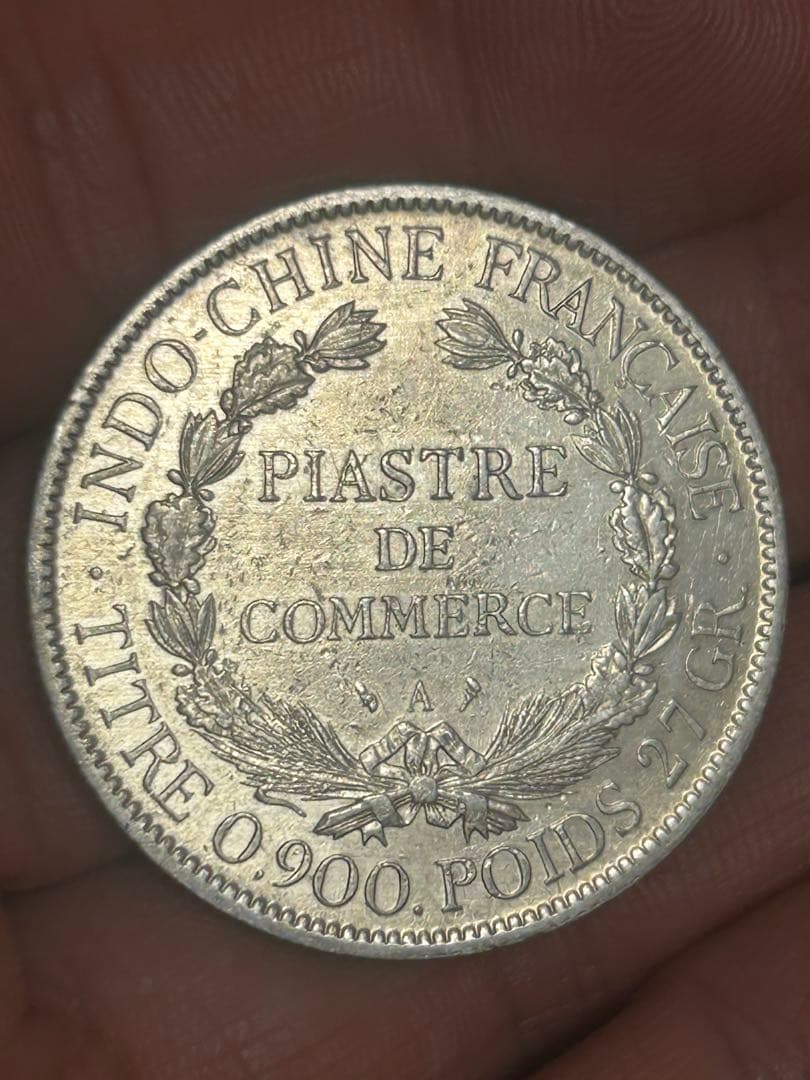 INDO-CHINE FRANÇAISE
PIASTRE
DE
COMMERCE
A
· TITRE 0,900. POIDS 27 GR ·